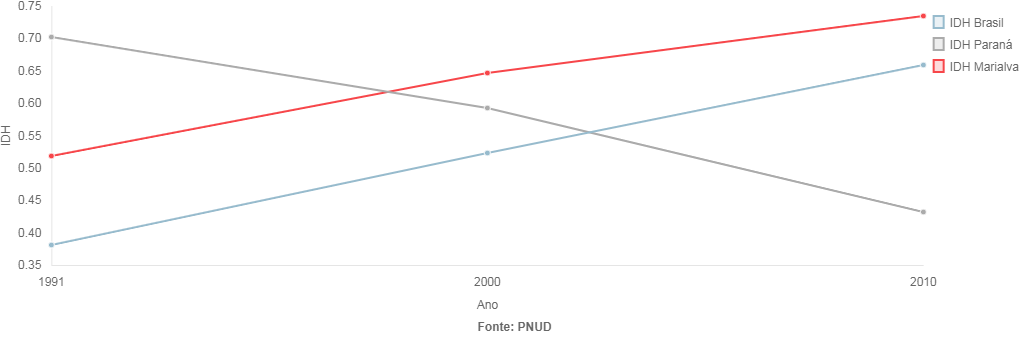 0.75
0.70
0.65
0.60
0.55
0.50
0.45
0.40
0.35
IDH
1991
2000
2010
Ano
Fonte: PNUD
IDH Brasil
IDH Paraná
IDH Marialva